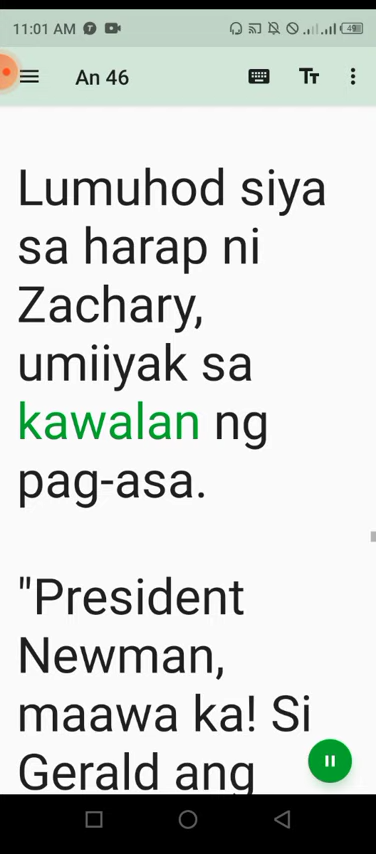 11:01 AM
An 46
Lumuhod siya
sa harap ni
Zachary,
umiiyak sa
kawalan ng
pag-asa.
"President
Newman,
maawa ka! Si
Gerald ang